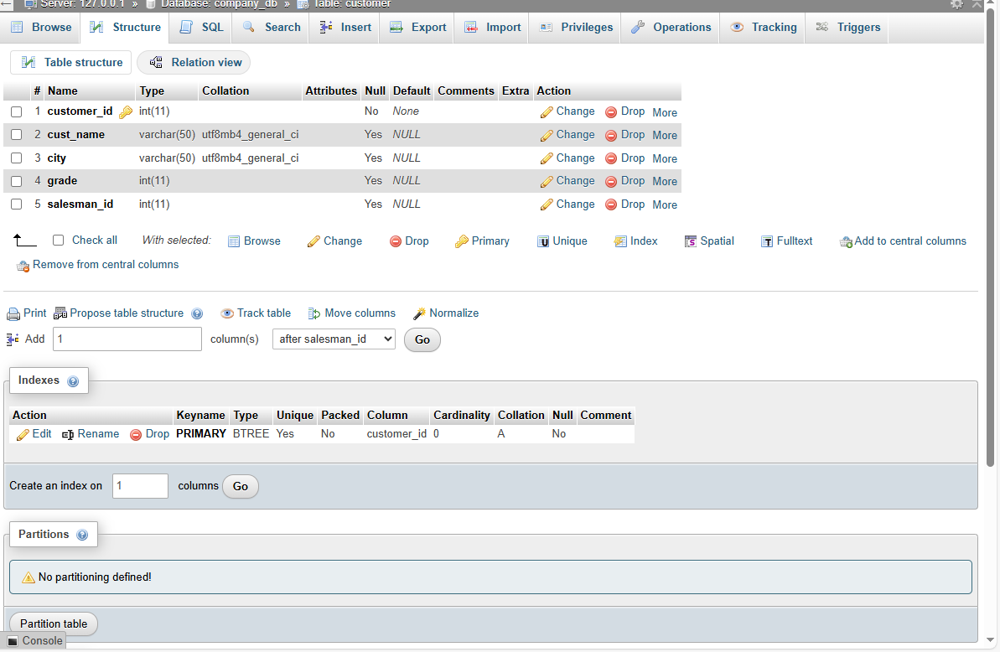 Server: 127.0.0.1 » Database: company_db » Table: customer
Browse Structure SQL Search Insert Export Import Privileges Operations Tracking Triggers
Table structure Relation view
# Name Type Collation Attributes Null Default Comments Extra Action
1 customer_id int(11) No None Change Drop More
2 cust_name varchar(50) utf8mb4_general_ci Yes NULL Change Drop More
3 city varchar(50) utf8mb4_general_ci Yes NULL Change Drop More
4 grade int(11) Yes NULL Change Drop More
5 salesman_id int(11) Yes NULL Change Drop More
Check all With selected: Browse Change Drop Primary Unique Index Spatial Fulltext Add to central columns
Remove from central columns
Print Propose table structure Track table Move columns Normalize
Add 1 column(s) after salesman_id Go
Indexes
Action Keyname Type Unique Packed Column Cardinality Collation Null Comment
Edit Rename Drop PRIMARY BTREE Yes No customer_id 0 A No
Create an index on 1 columns Go
Partitions
No partitioning defined!
Partition table
Console